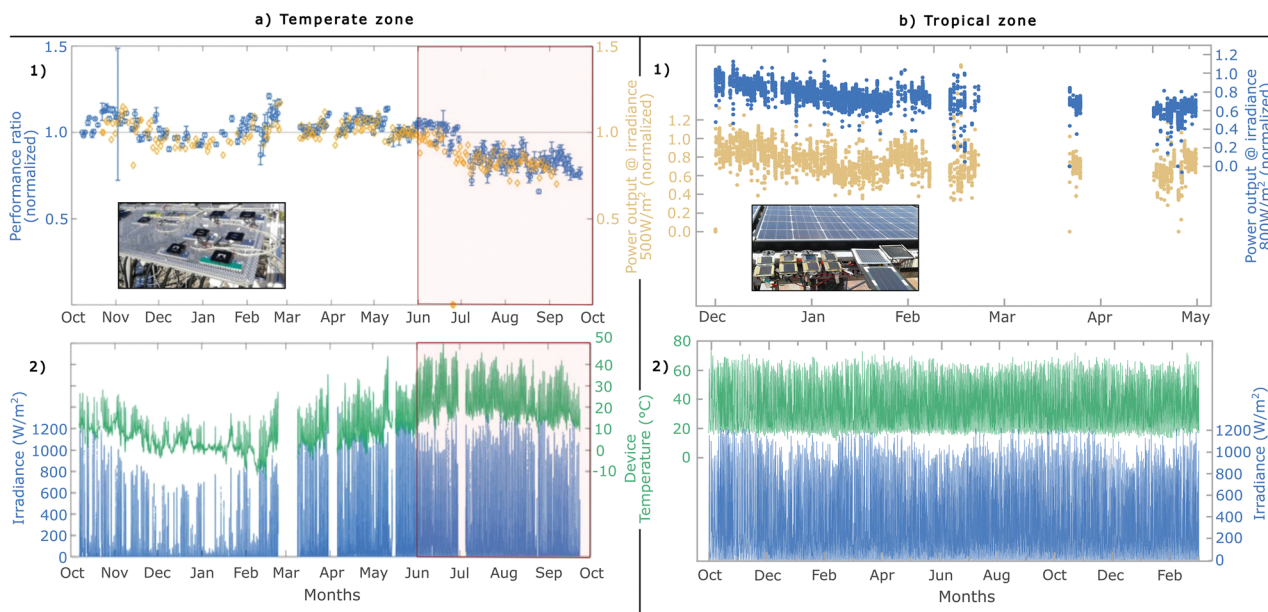 a) Temperate zone
b) Tropical zone
1)
1.5
1.0
0.5
Performance ratio
(normalized)
1.5
1.0
0.5
Power output @ irradiance
500W/m² (normalized)
Oct Nov Dec Jan Feb Mar Apr May Jun Jul Aug Sep Oct
2)
1200
1000
800
600
400
200
0
Irradiance (W/m²)
50
40
30
20
10
0
-10
Device
Temperature (°C)
Oct Nov Dec Jan Feb Mar Apr May Jun Jul Aug Sep Oct
Months
1)
1.2
1.0
0.8
0.6
0.4
0.2
0.0
1.2
1.0
0.8
0.6
0.4
0.2
0.0
Power output @ irradiance
800W/m² (normalized)
Dec Jan Feb Mar Apr May
2)
80
60
40
20
0
1200
1000
800
600
400
200
0
Irradiance (W/m²)
Oct Dec Feb Apr Jun Aug Oct Dec Feb
Months